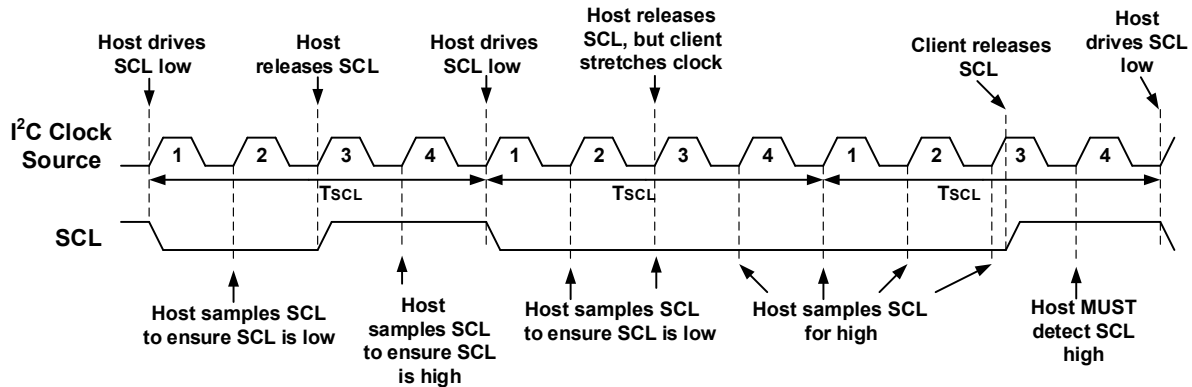 Host drives
SCL low
Host
releases SCL
Host drives
SCL low
Host releases
SCL, but client
stretches clock
Client releases
SCL
Host
drives SCL
low
I²C Clock
Source
1 2 3 4 1 2 3 4 1 2 3 4
TSCL TSCL TSCL
SCL
Host samples SCL
to ensure SCL is low
Host
samples SCL
to ensure SCL
is high
Host samples SCL
to ensure SCL is low
Host samples SCL
for high
Host MUST
detect SCL
high